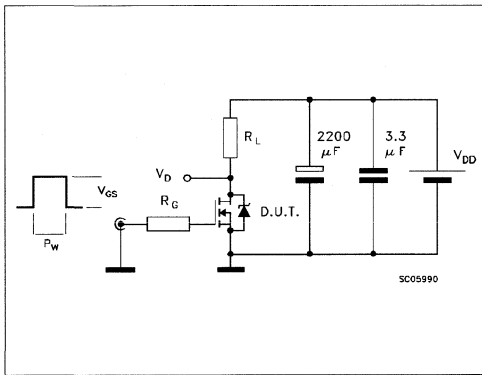 R_L
2200 µF
3.3 µF
V_DD
V_D
V_GS
R_G
D.U.T.
P_W
SC05990